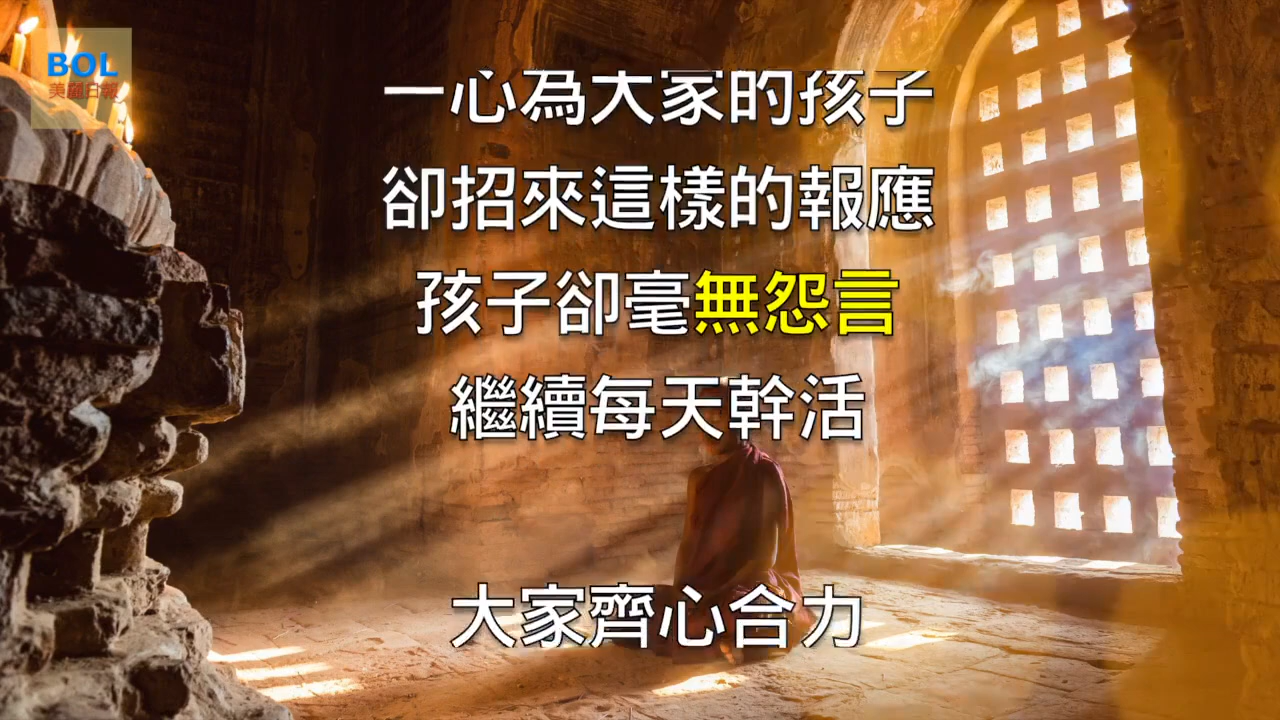 BOL
美麗日報
一心為大家的孩子
卻招來這樣的報應
孩子卻毫無怨言
繼續每天幹活
大家齊心合力